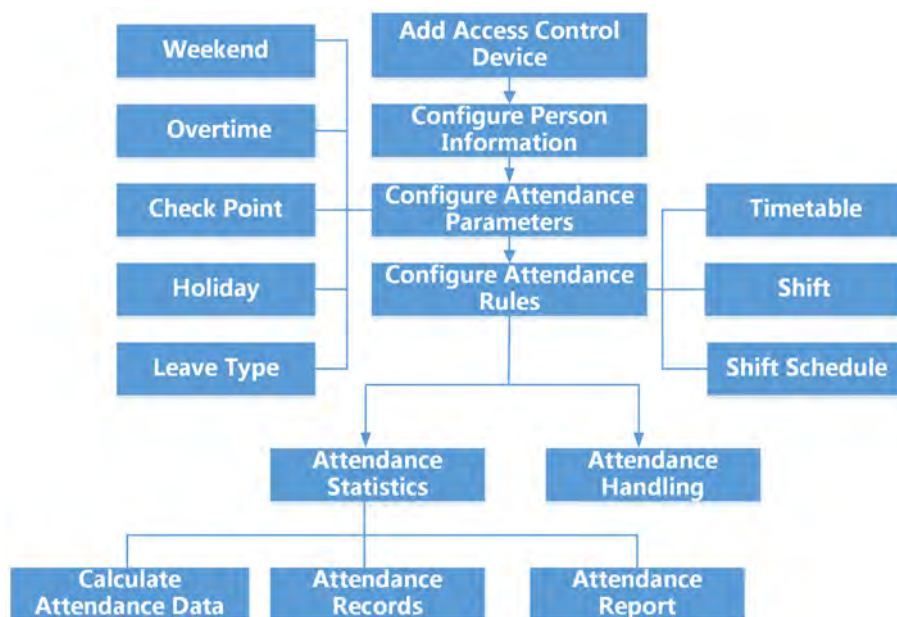 Weekend
Add Access Control
Device
Overtime
Configure Person
Information
Check Point
Configure Attendance
Parameters
Timetable
Holiday
Configure Attendance
Rules
Shift
Leave Type
Shift Schedule
Attendance
Statistics
Attendance
Handling
Calculate
Attendance Data
Attendance
Records
Attendance
Report